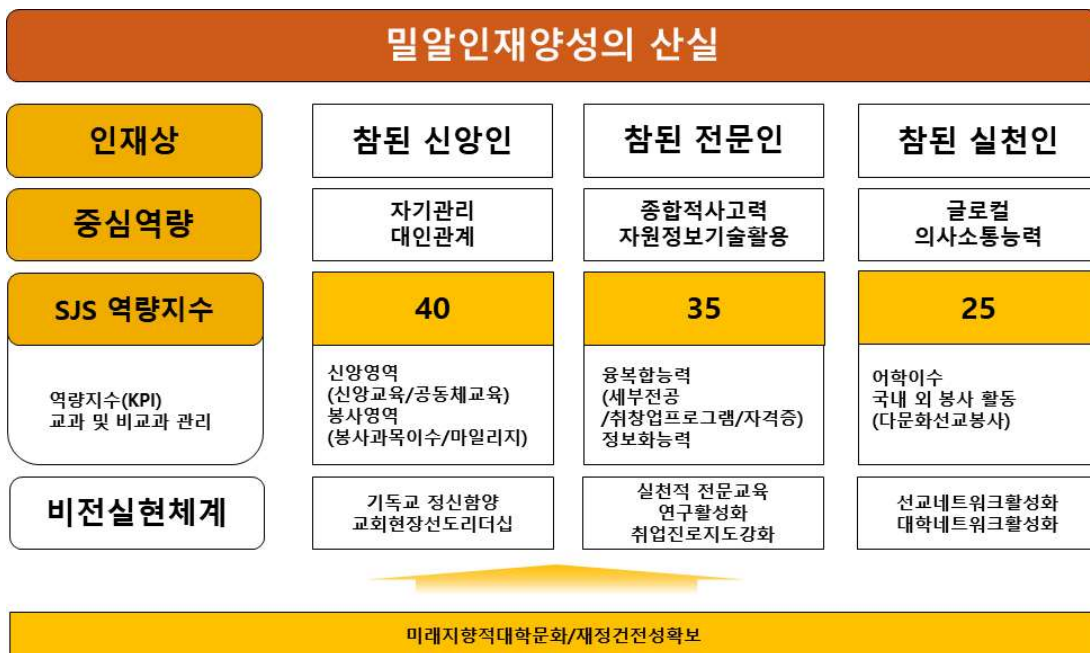 밀알인재양성의 산실
인재상
참된 신앙인
참된 전문인
참된 실천인
중심역량
자기관리
대인관계
종합적사고력
자원정보기술활용
글로컬
의사소통능력
SJS 역량지수
40
35
25
역량지수(KPI)
교과 및 비교과 관리
신앙영역
(신앙교육/공동체교육)
봉사영역
(봉사과목이수/마일리지)
융복합능력
(세부전공
/취창업프로그램/자격증)
정보화능력
어학이수
국내 외 봉사 활동
(다문화선교봉사)
비전실현체계
기독교 정신함양
교회현장선도리더십
실천적 전문교육
연구활성화
취업진로지도강화
선교네트워크활성화
대학네트워크활성화
미래지향적대학문화/재정건전성확보